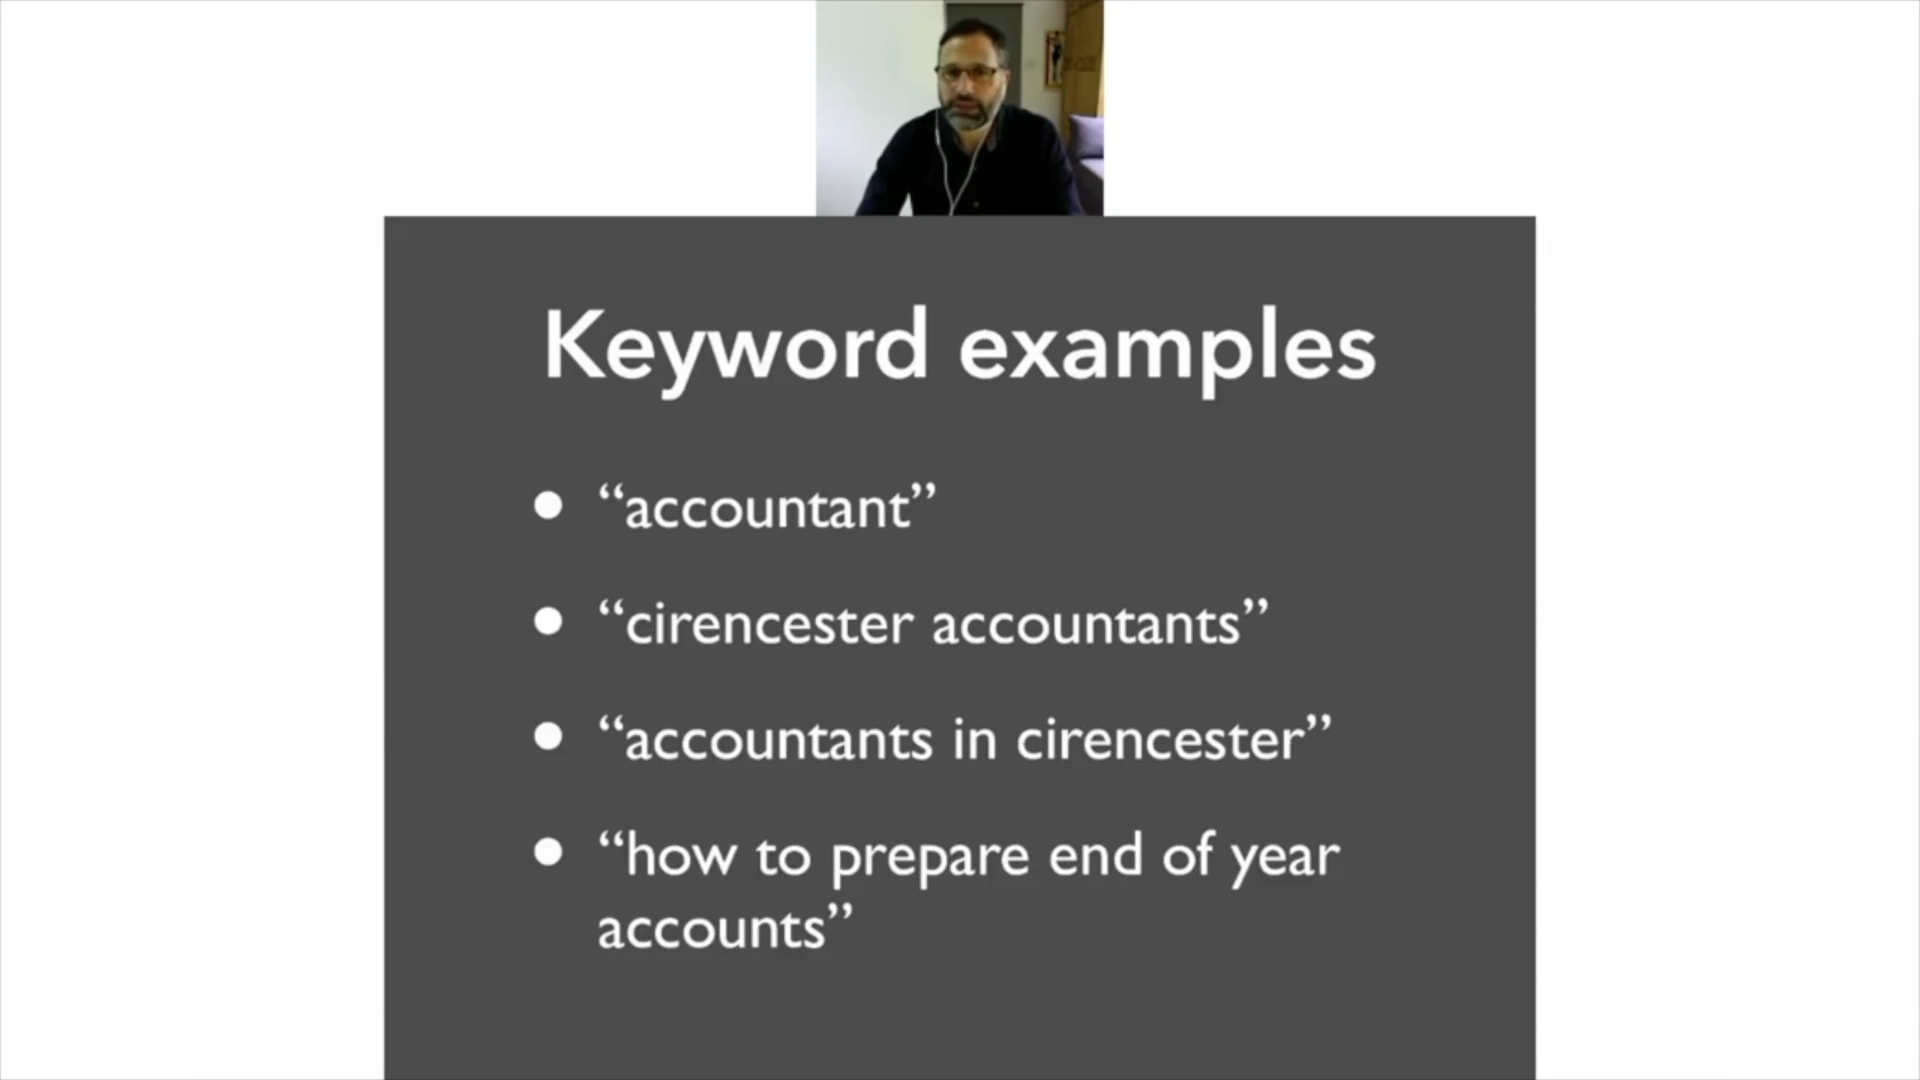 Keyword examples
• “accountant”
• “cirencester accountants”
• “accountants in cirencester”
• “how to prepare end of year
accounts”